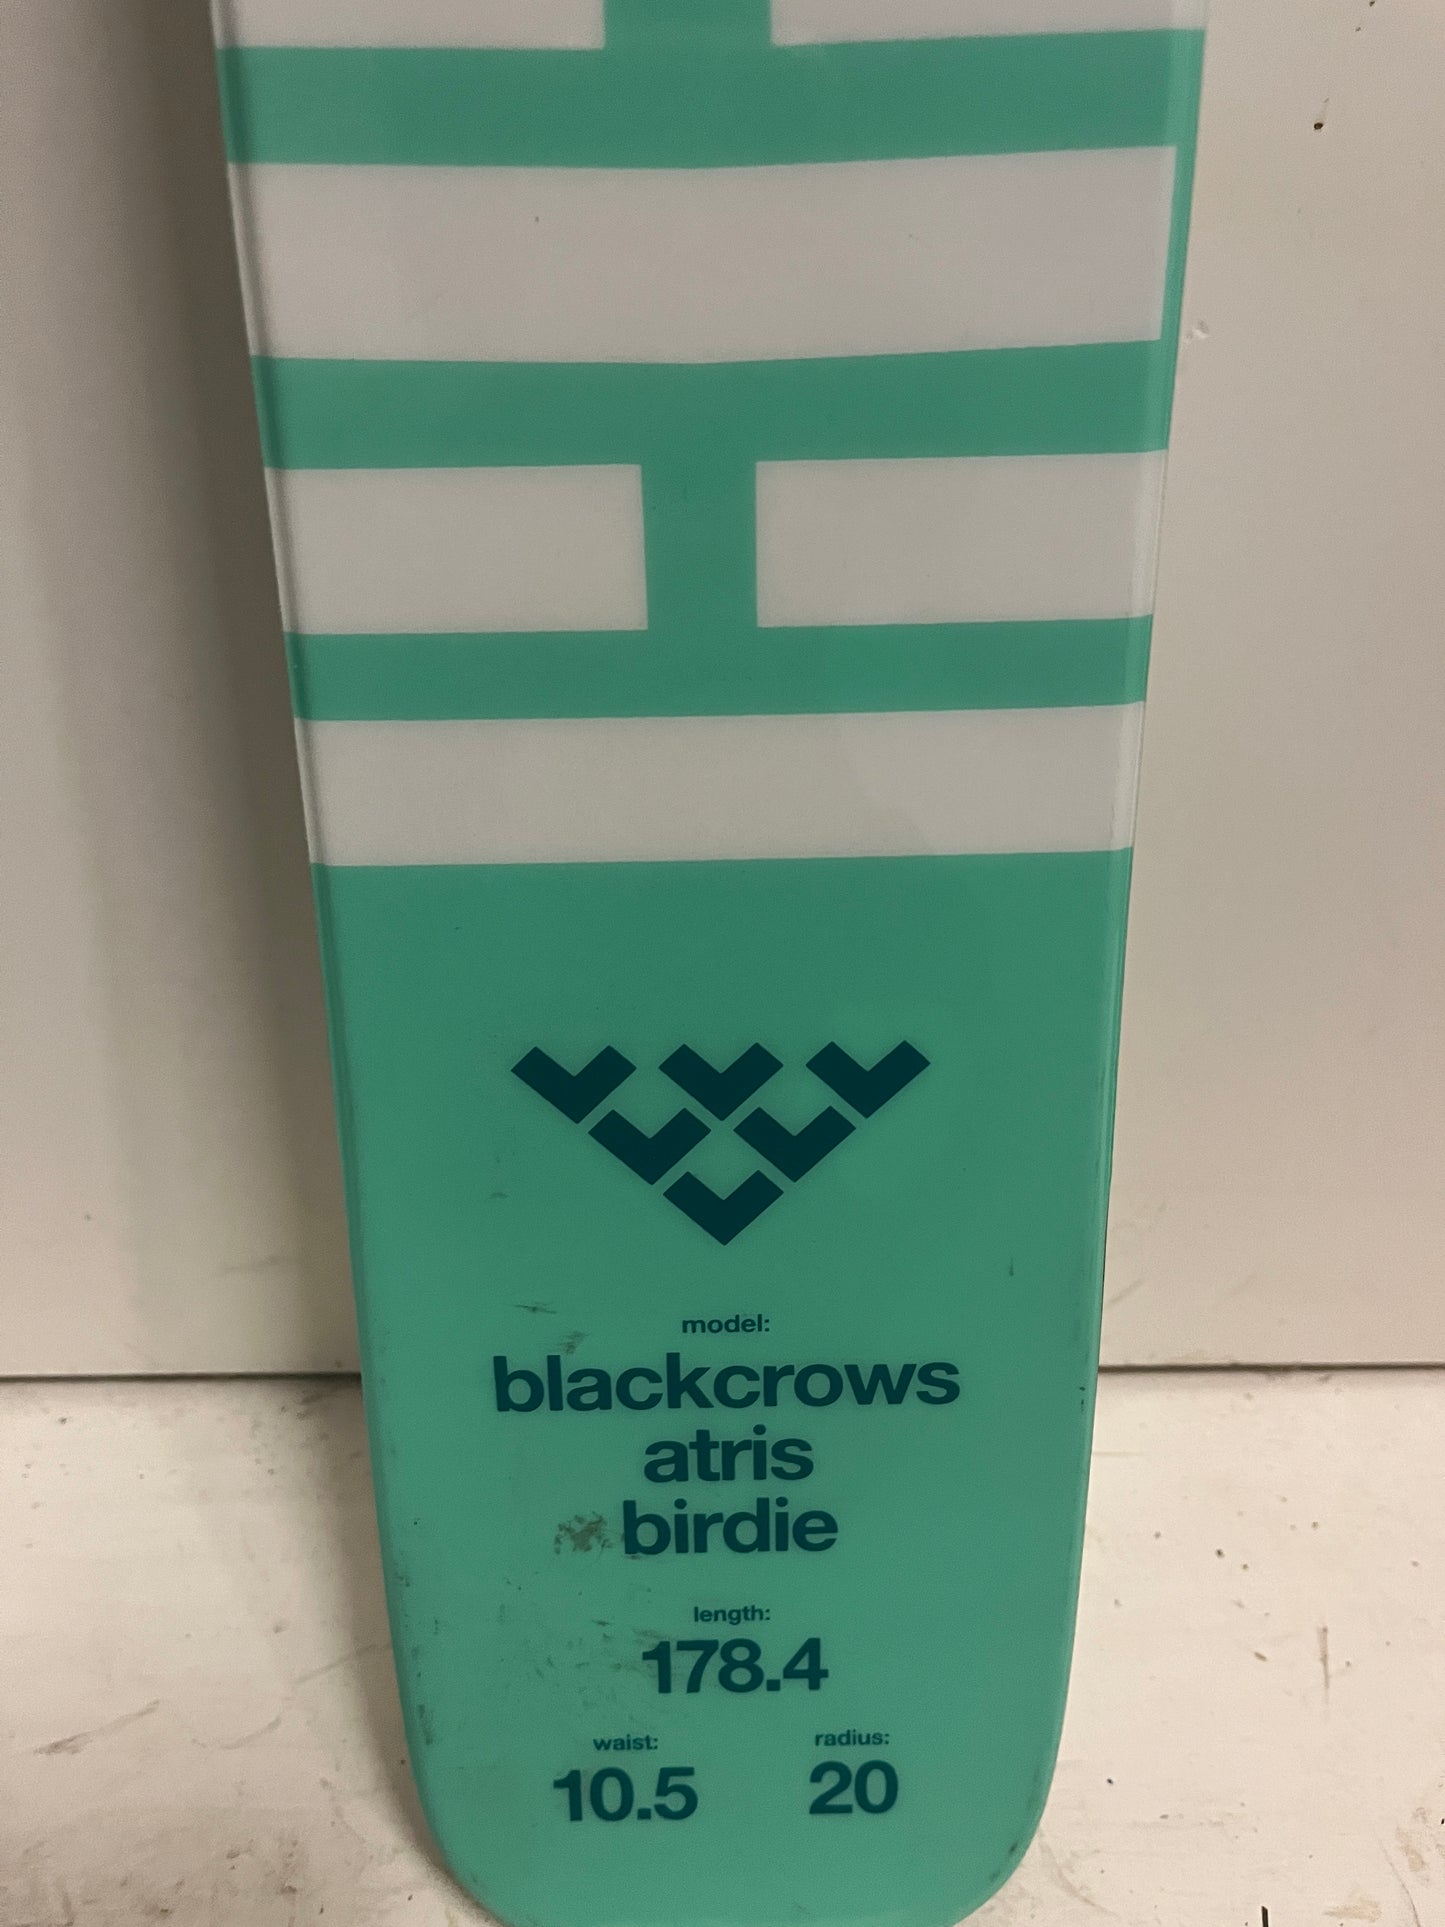 model:
blackcrows
atris
birdie
length:
178.4
waist: radius:
10.5 20